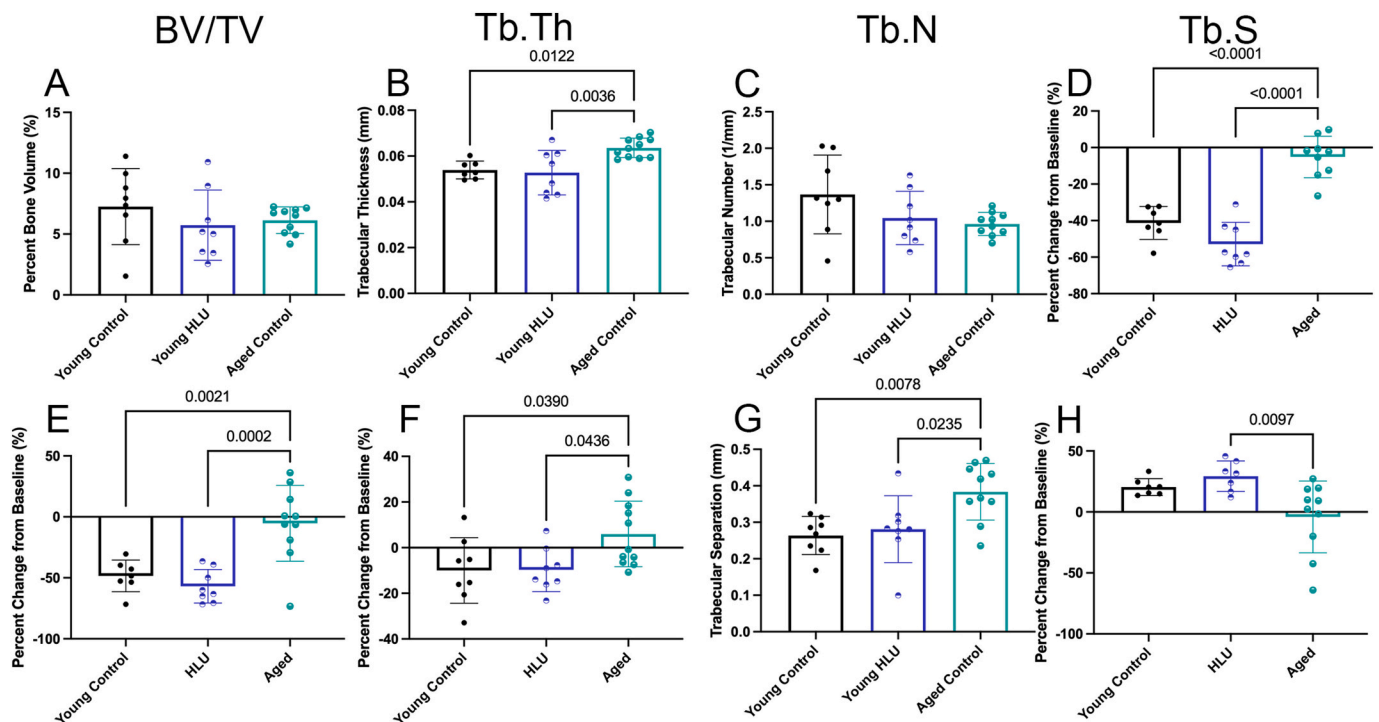 BV/TV
Tb.Th
Tb.N
Tb.S
A
Percent Bone Volume (%)
15
10
5
0
Young Control
Young HLU
Aged Control
B
0.0122
0.0036
Trabecular Thickness (mm)
0.08
0.06
0.04
0.02
0.00
Young Control
Young HLU
Aged Control
C
Trabecular Number (1/mm)
2.5
2.0
1.5
1.0
0.5
0.0
Young Control
Young HLU
Aged Control
D
<0.0001
<0.0001
Percent Change from Baseline (%)
20
0
-20
-40
-60
-80
Young Control
HLU
Aged
E
0.0021
0.0002
Percent Change from Baseline (%)
50
0
-50
-100
Young Control
HLU
Aged
F
0.0390
0.0436
Percent Change from Baseline (%)
40
20
0
-20
-40
Young Control
HLU
Aged
G
0.0078
0.0235
Trabecular Separation (mm)
0.5
0.4
0.3
0.2
0.1
0.0
Young Control
Young HLU
Aged Control
H
0.0097
Percent Change from Baseline (%)
50
0
-50
-100
Young Control
HLU
Aged